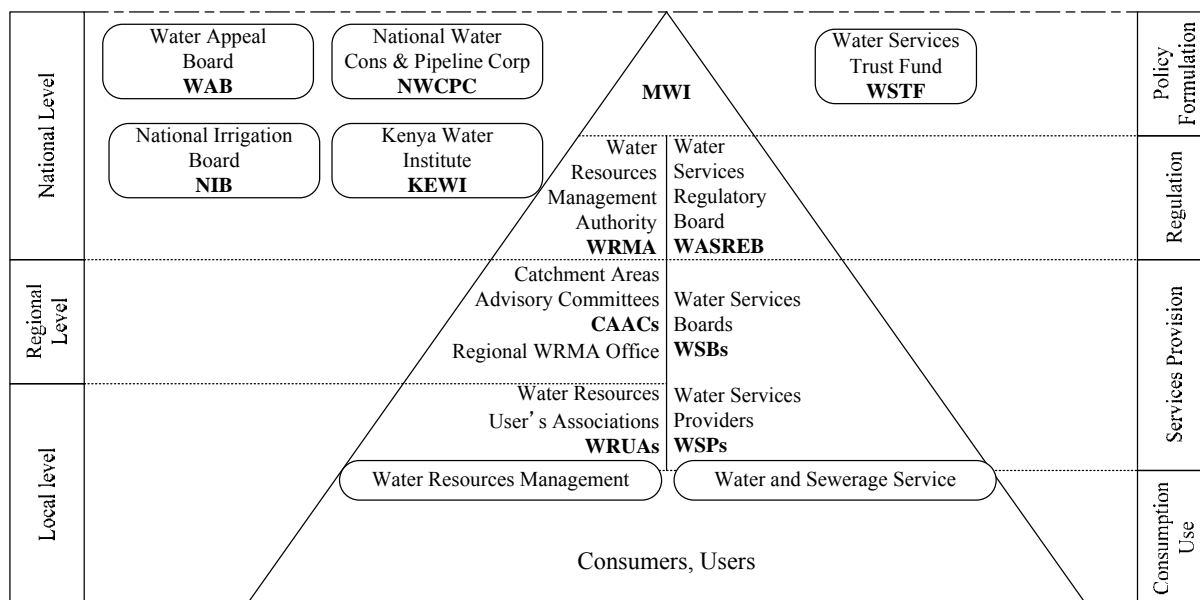 Water Appeal
Board
WAB
National Water
Cons & Pipeline Corp
NWCPC
Water Services
Trust Fund
WSTF
MWI
National Irrigation
Board
NIB
Kenya Water
Institute
KEWI
Water
Resources
Management
Authority
WRMA
Water
Services
Regulatory
Board
WASREB
Catchment Areas
Advisory Committees
CAACs
Regional WRMA Office
Water Services
Boards
WSBs
Water Resources
User's Associations
WRUAs
Water Services
Providers
WSPs
Water Resources Management
Water and Sewerage Service
Consumers, Users
National Level
Regional
Level
Local level
Policy
Formulation
Regulation
Services Provision
Consumption
Use